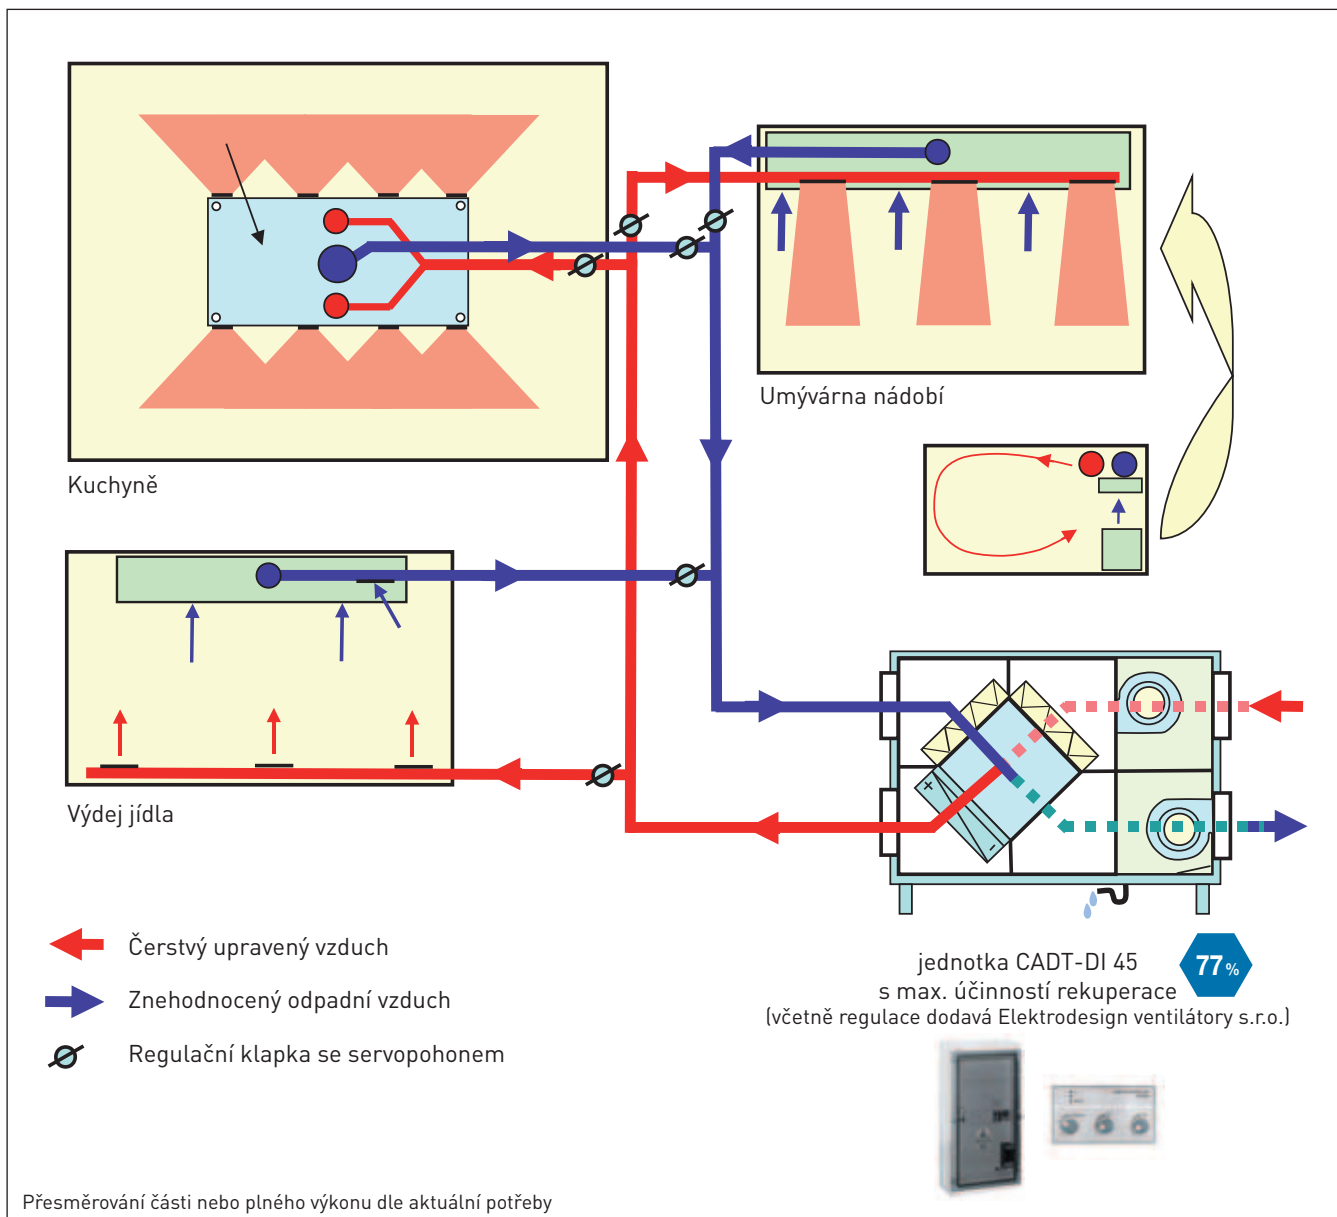 Umývárna nádobí
Kuchyně
Výdej jídla
+
-
Čerstvý upravený vzduch
Znehodnocený odpadní vzduch
Regulační klapka se servopohonem
jednotka CADT-DI 45
s max. účinností rekuperace
77%
(včetně regulace dodavá Elektrodesign ventilátory s.r.o.)
Přesměrování části nebo plného výkonu dle aktuální potřeby